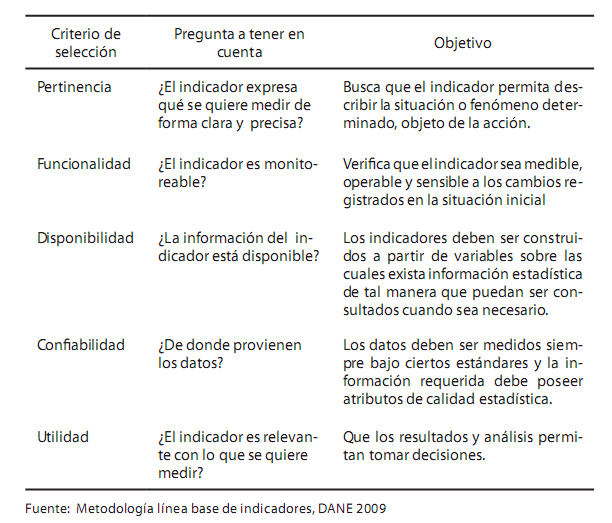 Criterio de selección
Pregunta a tener en cuenta
Objetivo
Pertinencia
¿El indicador expresa
qué se quiere medir de
forma clara y precisa?
Busca que el indicador permita des-
cribir la situación o fenómeno deter-
minado, objeto de la acción.
Funcionalidad
¿El indicador es monito-
reable?
Verifica que el indicador sea medible,
operable y sensible a los cambios re-
gistrados en la situación inicial
Disponibilidad
¿La información del in-
dicador está disponible?
Los indicadores deben ser construi-
dos a partir de variables sobre las
cuales exista información estadística
de tal manera que puedan ser con-
sultados cuando sea necesario.
Confiabilidad
¿De donde provienen
los datos?
Los datos deben ser medidos siem-
pre bajo ciertos estándares y la in-
formación requerida debe poseer
atributos de calidad estadística.
Utilidad
¿El indicador es relevan-
te con lo que se quiere
medir?
Que los resultados y análisis permi-
tan tomar decisiones.
Fuente: Metodología línea base de indicadores, DANE 2009